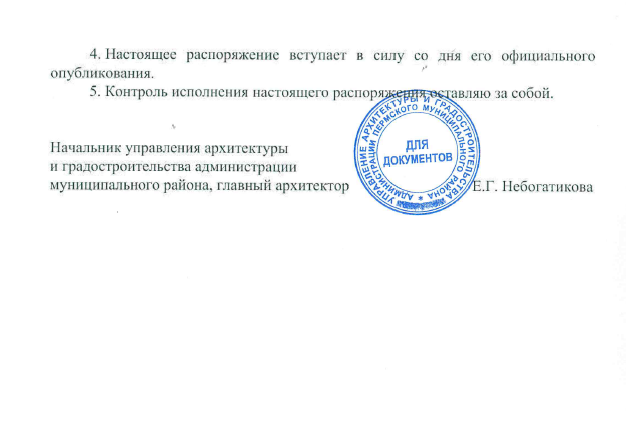 4. Настоящее распоряжение вступает в силу со дня его официального
опубликования.
5. Контроль исполнения настоящего распоряжения оставляю за собой.
Начальник управления архитектуры
и градостроительства администрации
муниципального района, главный архитектор
Е.Г. Небогатикова
УПРАВЛЕНИЕ АРХИТЕКТУРЫ И ГРАДОСТРОИТЕЛЬСТВА
АДМИНИСТРАЦИИ ПЕРМСКОГО МУНИЦИПАЛЬНОГО РАЙОНА
ДЛЯ
ДОКУМЕНТОВ